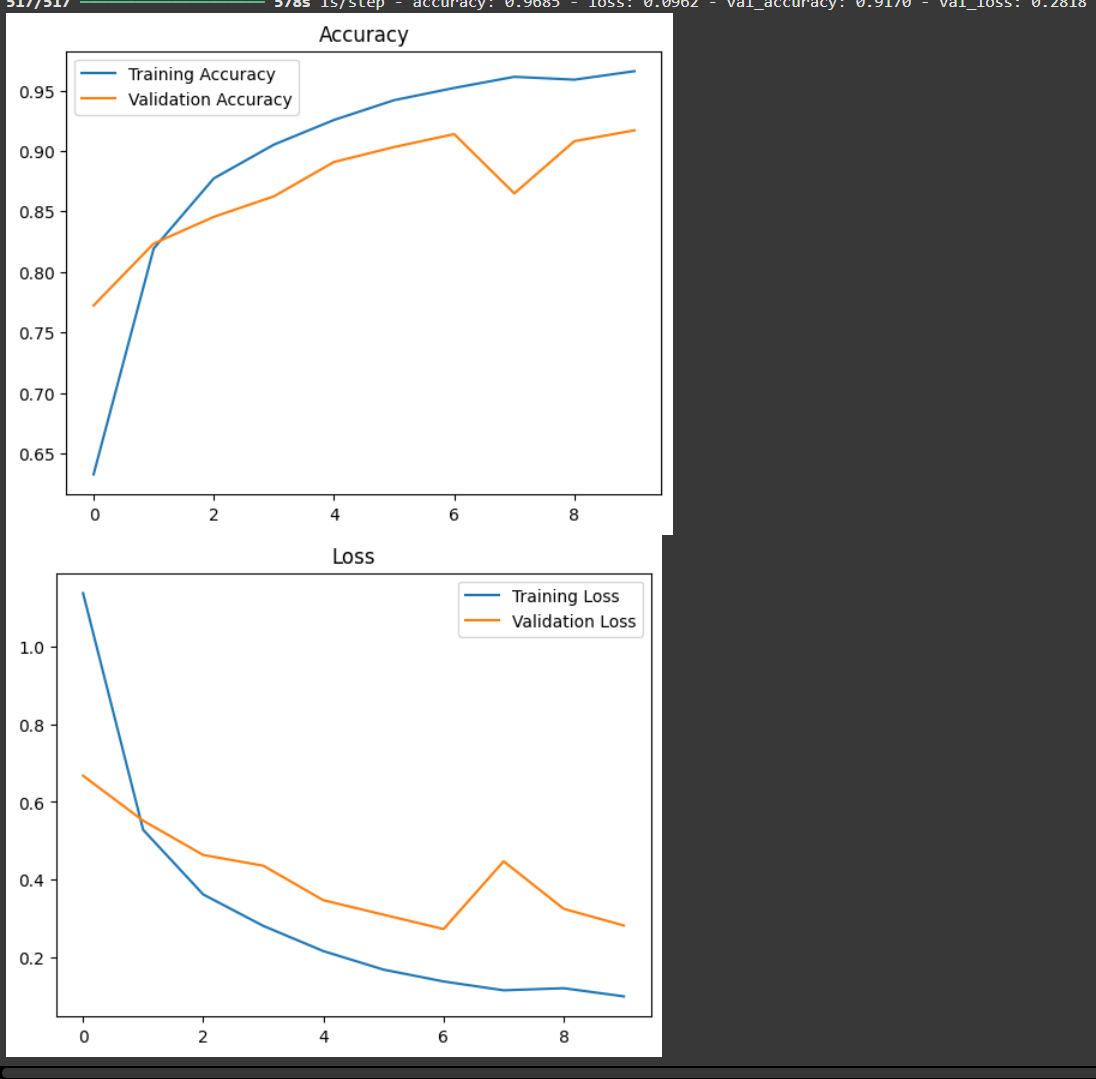 517/517 ━━━━━━━━━━━━━━━━━━━━ 578s 1s/step - accuracy: 0.9685 - loss: 0.0962 - val_accuracy: 0.9170 - val_loss: 0.2818
Accuracy
Training Accuracy
Validation Accuracy
0.95
0.90
0.85
0.80
0.75
0.70
0.65
0 2 4 6 8
Loss
Training Loss
Validation Loss
1.0
0.8
0.6
0.4
0.2
0 2 4 6 8